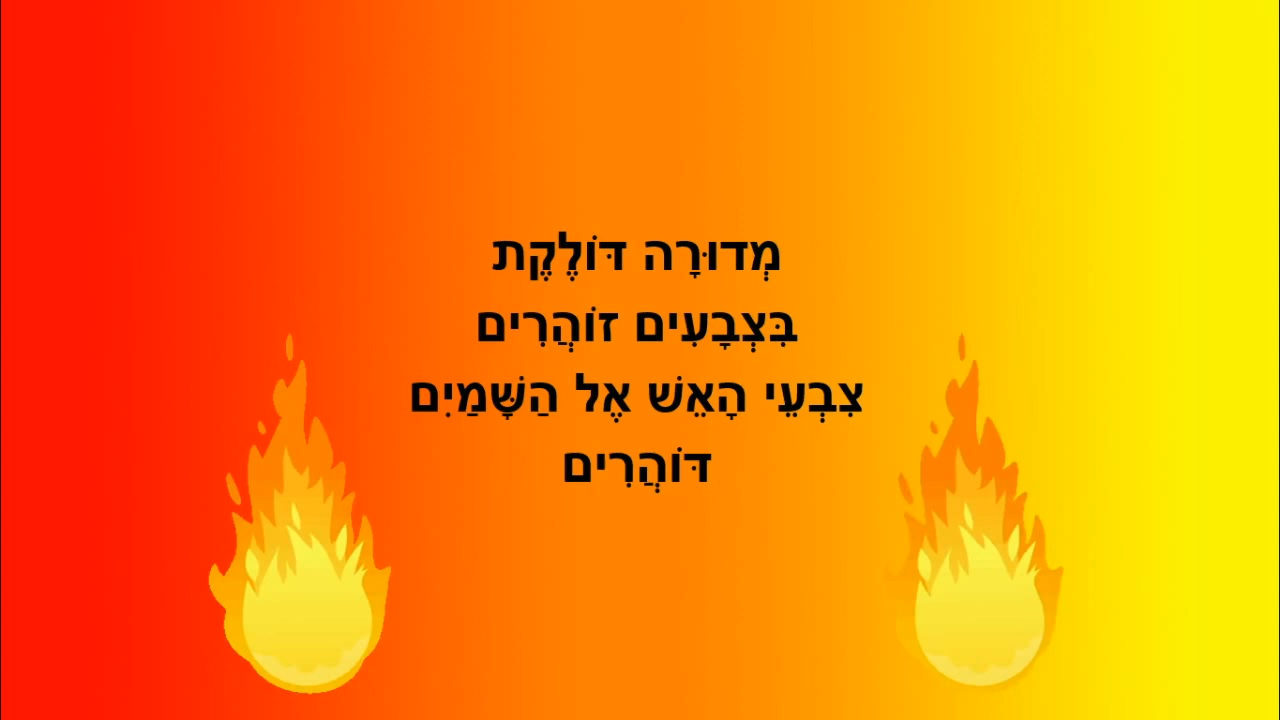 מְדוּרָה דּוֹלֶקֶת
בִּצְבָעִים זוֹהֲרִים
צִבְעֵי הָאֵשׁ אֶל הַשָּׁמַיִם
דּוֹהֲרִים